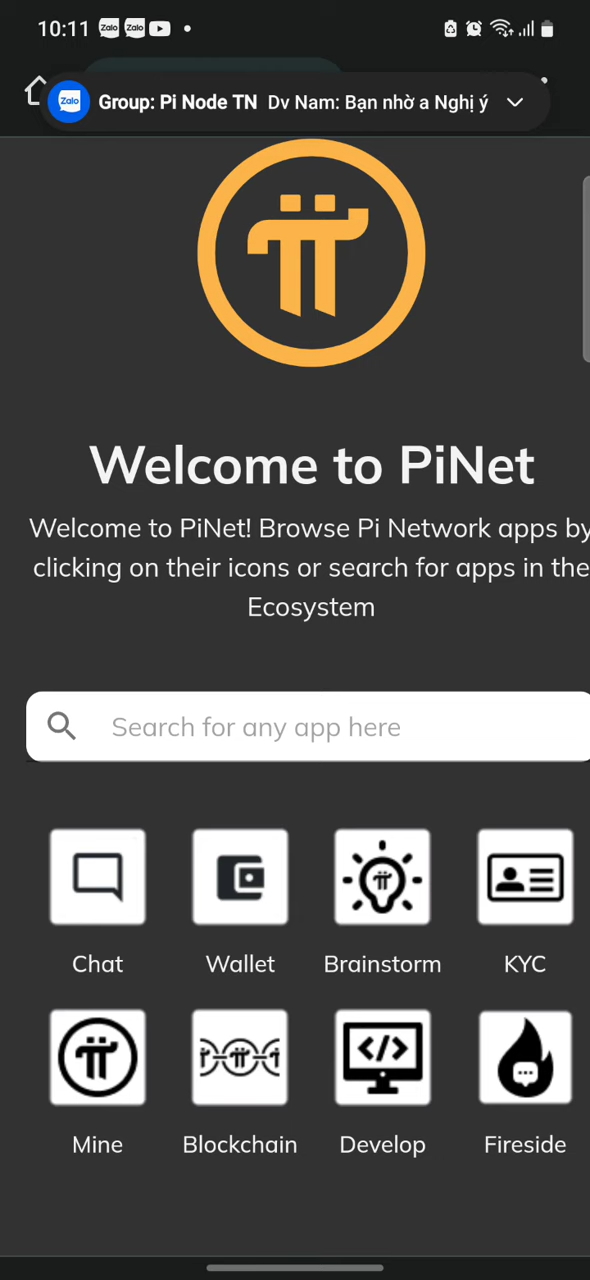 10:11 Zalo Zalo
Zalo Group: Pi Node TN Dv Nam: Bạn nhờ a Nghị ý
Welcome to PiNet
Welcome to PiNet! Browse Pi Network apps by
clicking on their icons or search for apps in the
Ecosystem
Search for any app here
Chat Wallet Brainstorm KYC
Mine Blockchain Develop Fireside